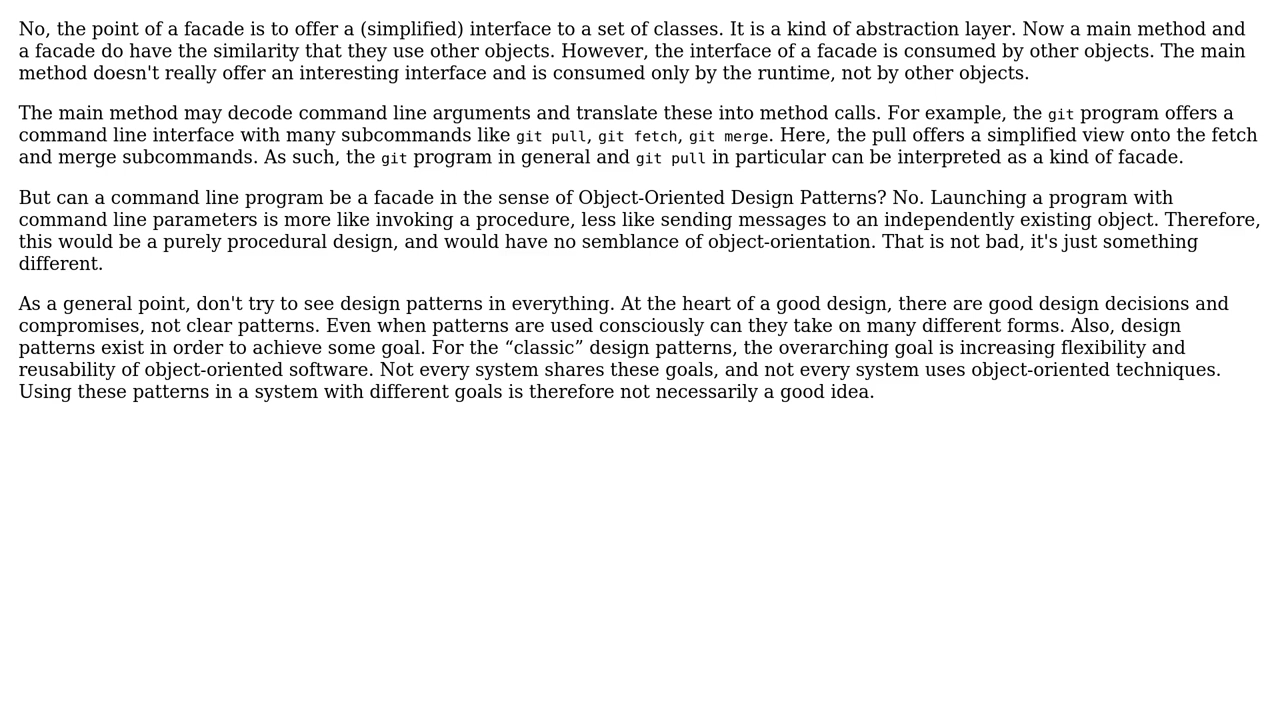 No, the point of a facade is to offer a (simplified) interface to a set of classes. It is a kind of abstraction layer. Now a main method and
a facade do have the similarity that they use other objects. However, the interface of a facade is consumed by other objects. The main
method doesn't really offer an interesting interface and is consumed only by the runtime, not by other objects.
The main method may decode command line arguments and translate these into method calls. For example, the git program offers a
command line interface with many subcommands like git pull, git fetch, git merge. Here, the pull offers a simplified view onto the fetch
and merge subcommands. As such, the git program in general and git pull in particular can be interpreted as a kind of facade.
But can a command line program be a facade in the sense of Object-Oriented Design Patterns? No. Launching a program with
command line parameters is more like invoking a procedure, less like sending messages to an independently existing object. Therefore,
this would be a purely procedural design, and would have no semblance of object-orientation. That is not bad, it's just something
different.
As a general point, don't try to see design patterns in everything. At the heart of a good design, there are good design decisions and
compromises, not clear patterns. Even when patterns are used consciously can they take on many different forms. Also, design
patterns exist in order to achieve some goal. For the “classic” design patterns, the overarching goal is increasing flexibility and
reusability of object-oriented software. Not every system shares these goals, and not every system uses object-oriented techniques.
Using these patterns in a system with different goals is therefore not necessarily a good idea.